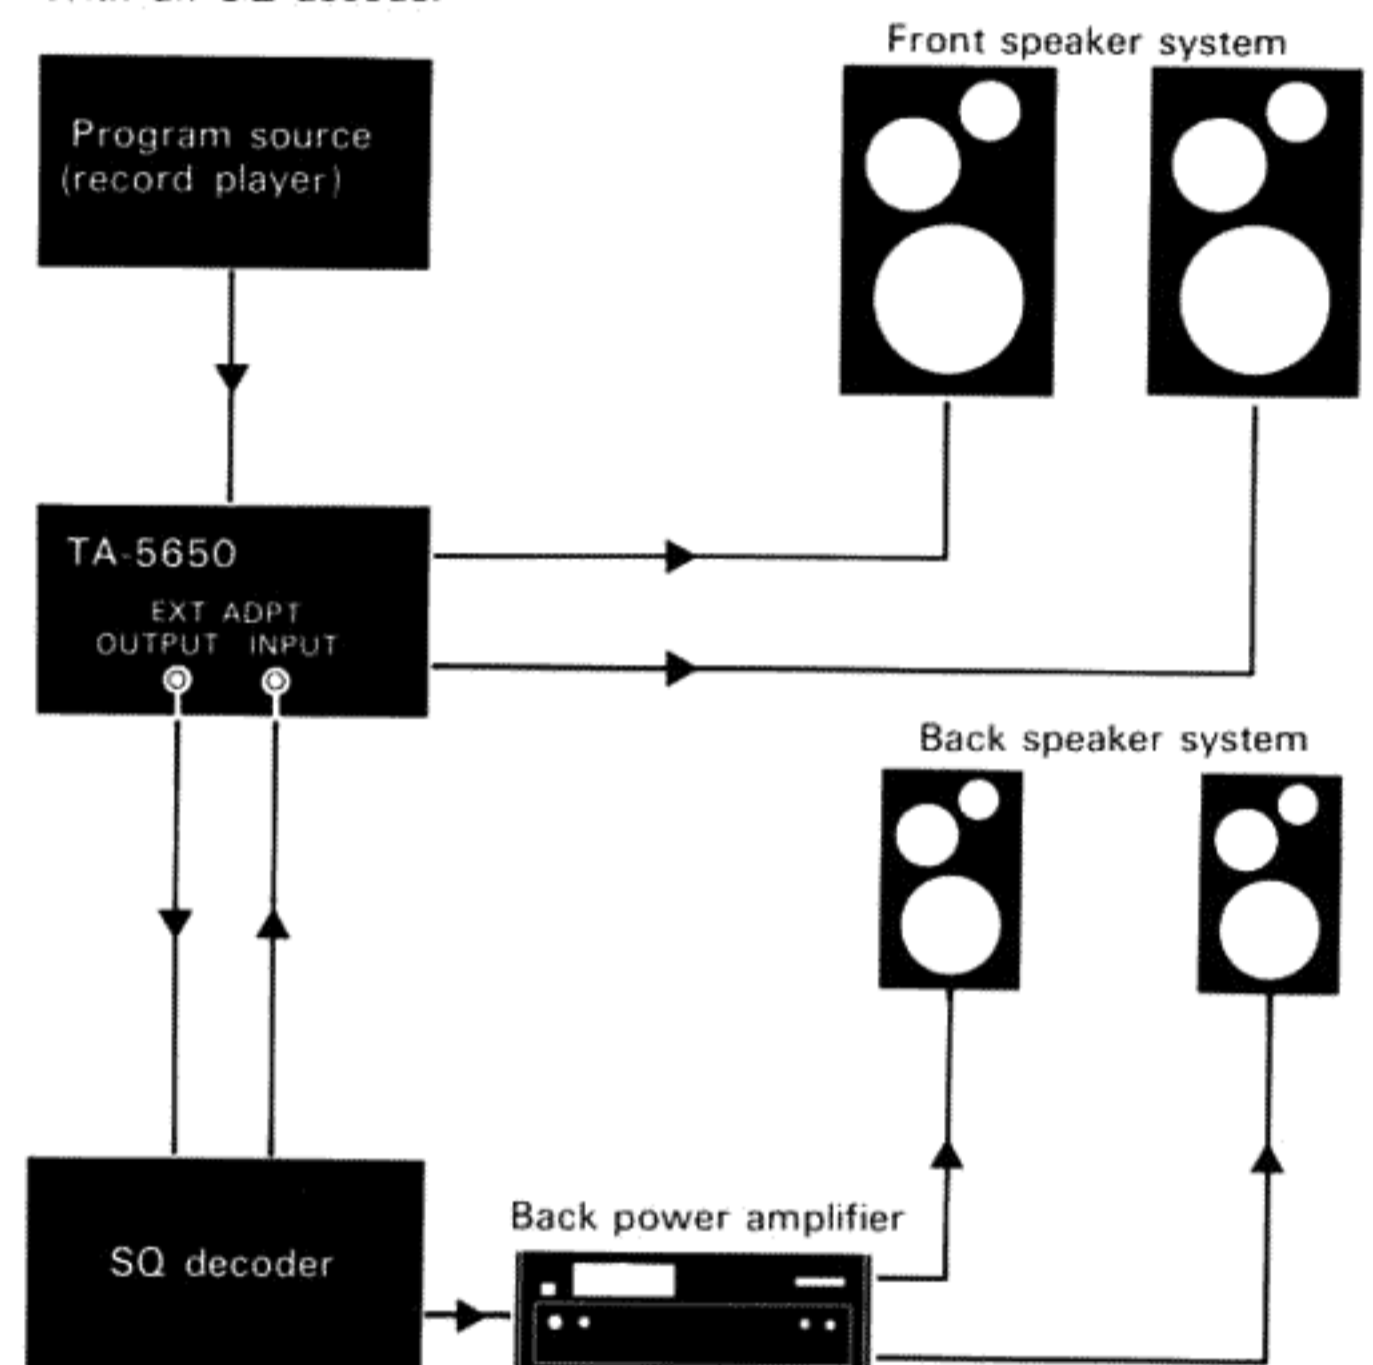 Front speaker system
Program source
(record player)
TA-5650
EXT ADPT
OUTPUT INPUT
Back speaker system
Back power amplifier
SQ decoder